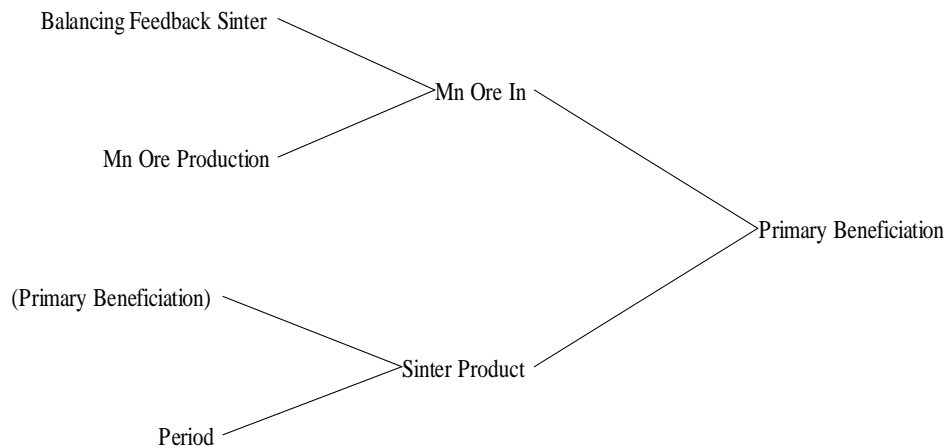 Balancing Feedback Sinter
Mn Ore In
Mn Ore Production
Primary Beneficiation
(Primary Beneficiation)
Sinter Product
Period